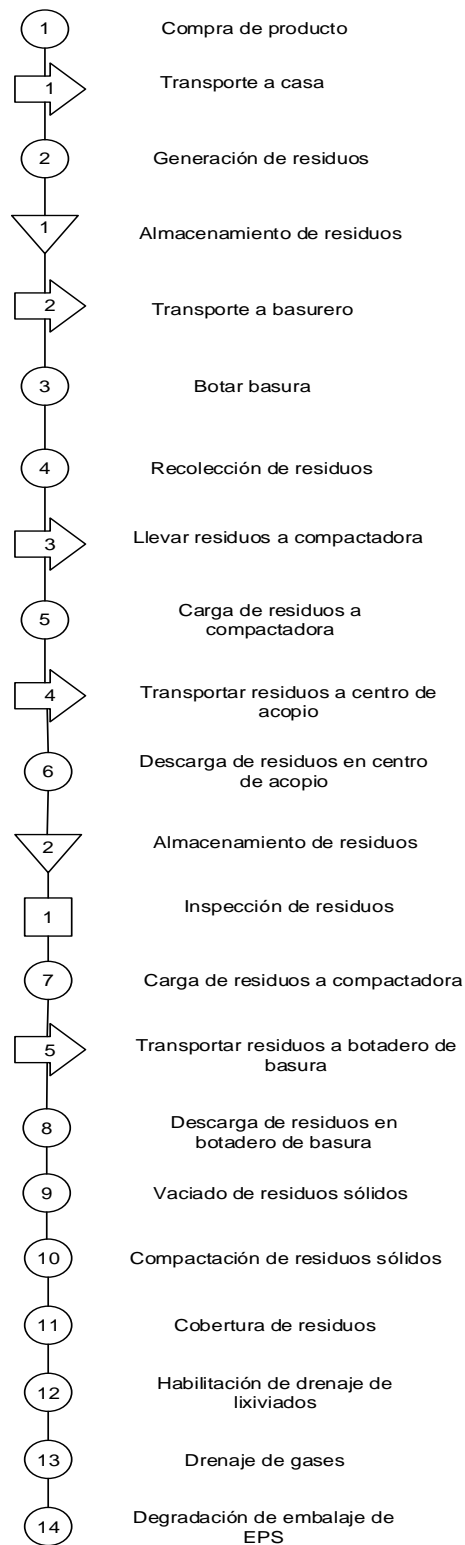 1 Compra de producto
1 Transporte a casa
2 Generación de residuos
1 Almacenamiento de residuos
2 Transporte a basurero
3 Botar basura
4 Recolección de residuos
3 Llevar residuos a compactadora
5 Carga de residuos a
compactadora
4 Transportar residuos a centro de
acopio
6 Descarga de residuos en centro
de acopio
2 Almacenamiento de residuos
1 Inspección de residuos
7 Carga de residuos a compactadora
5 Transportar residuos a botadero de
basura
8 Descarga de residuos en
botadero de basura
9 Vaciado de residuos sólidos
10 Compactación de residuos sólidos
11 Cobertura de residuos
12 Habilitación de drenaje de
lixiviados
13 Drenaje de gases
14 Degradación de embalaje de
EPS